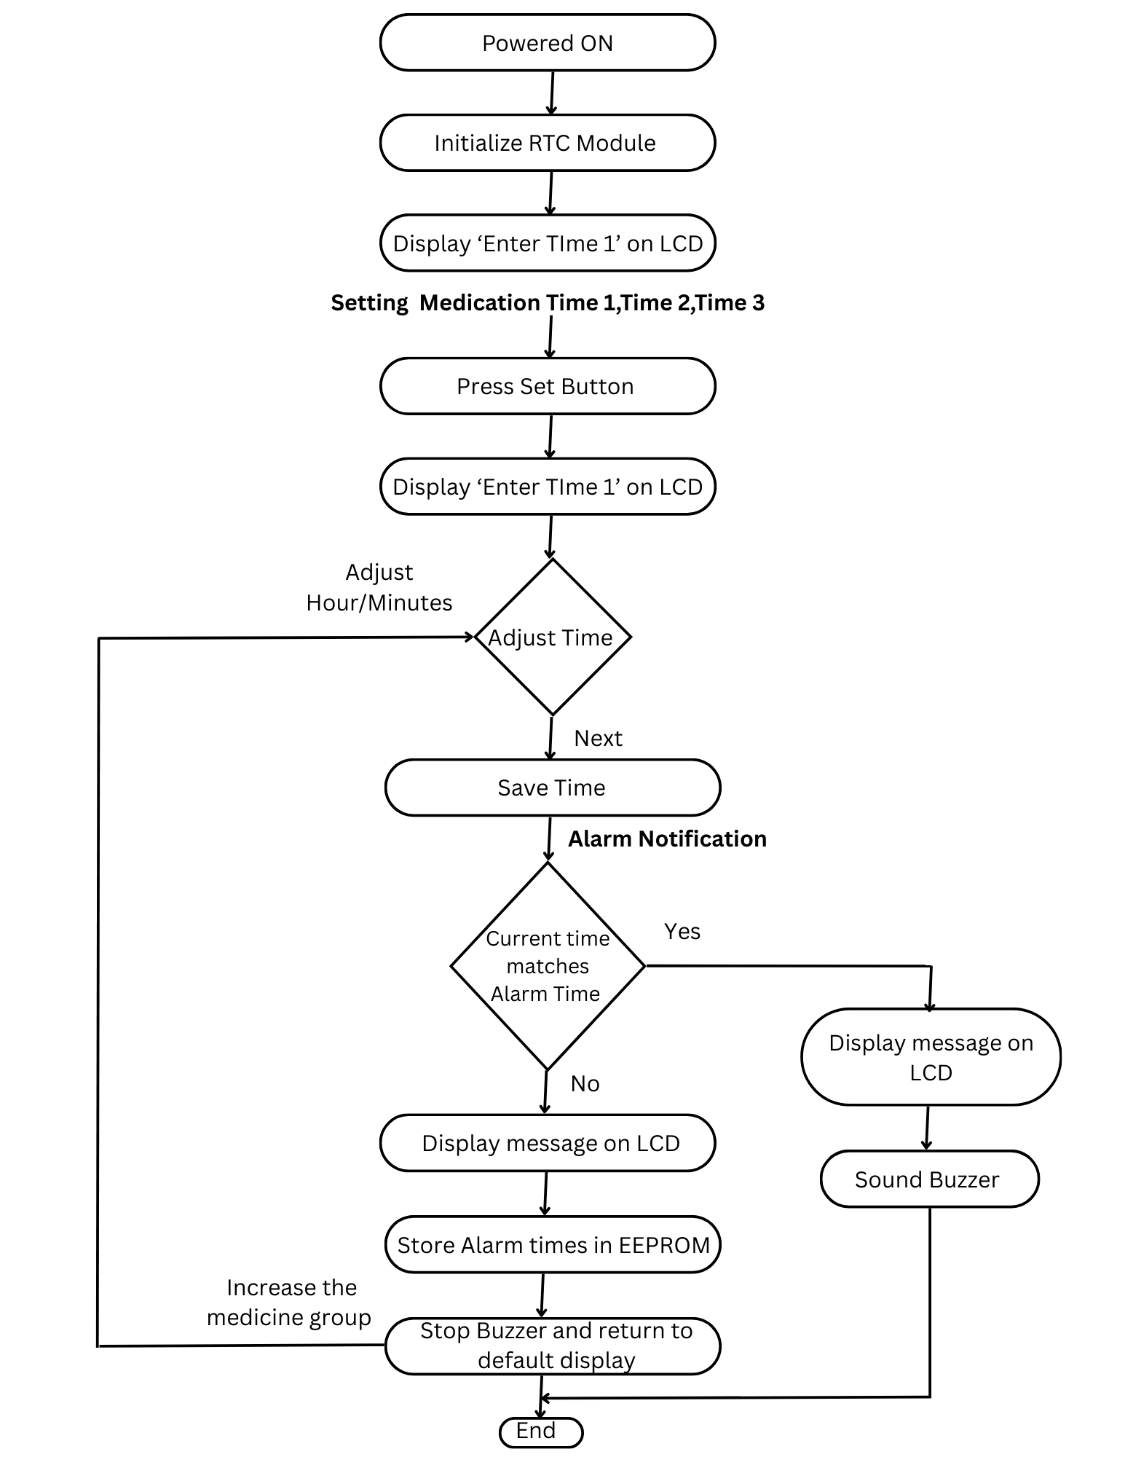 Powered ON
Initialize RTC Module
Display ‘Enter TIme 1’ on LCD
Setting Medication Time 1,Time 2,Time 3
Press Set Button
Display ‘Enter TIme 1’ on LCD
Adjust
Hour/Minutes
Adjust Time
Next
Save Time
Alarm Notification
Current time
matches
Alarm Time
Yes
Display message on
LCD
No
Display message on LCD
Sound Buzzer
Store Alarm times in EEPROM
Increase the
medicine group
Stop Buzzer and return to
default display
End